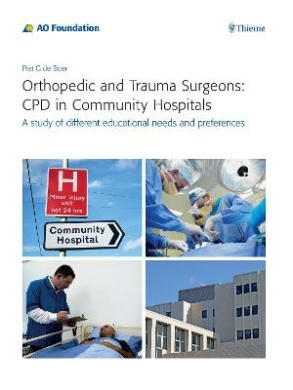 AO Foundation
Thieme
Piet G de Boer
Orthopedic and Trauma Surgeons:
CPD in Community Hospitals
A study of different educational needs and preferences
H
Minor injury
unit
not 24 hrs
Community
Hospital